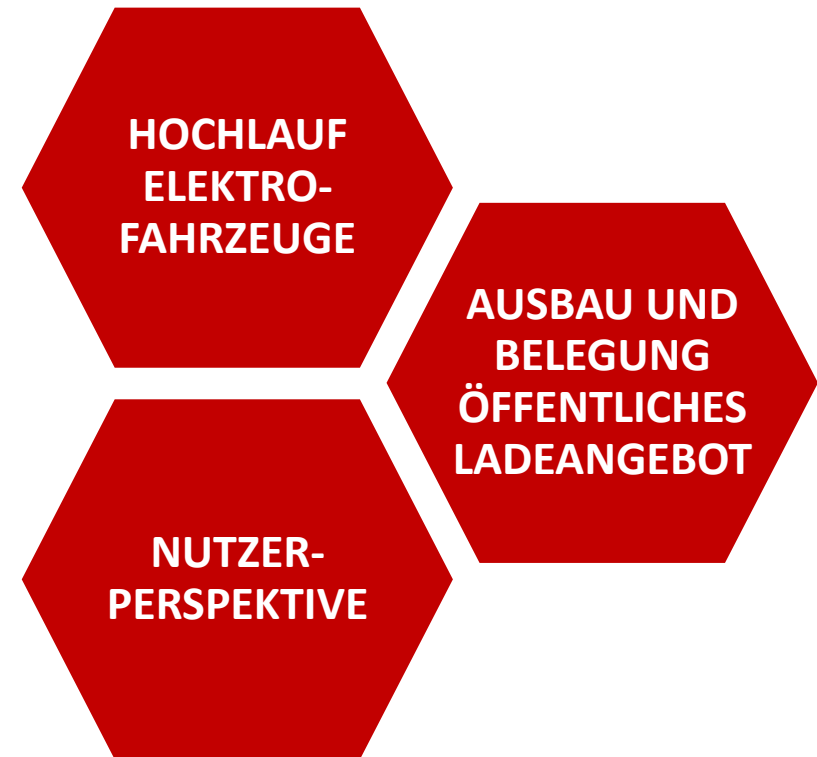 HOCHLAUF
ELEKTRO-
FAHRZEUGE
AUSBAU UND
BELEGUNG
ÖFFENTLICHES
LADEANGEBOT
NUTZER-
PERSPEKTIVE